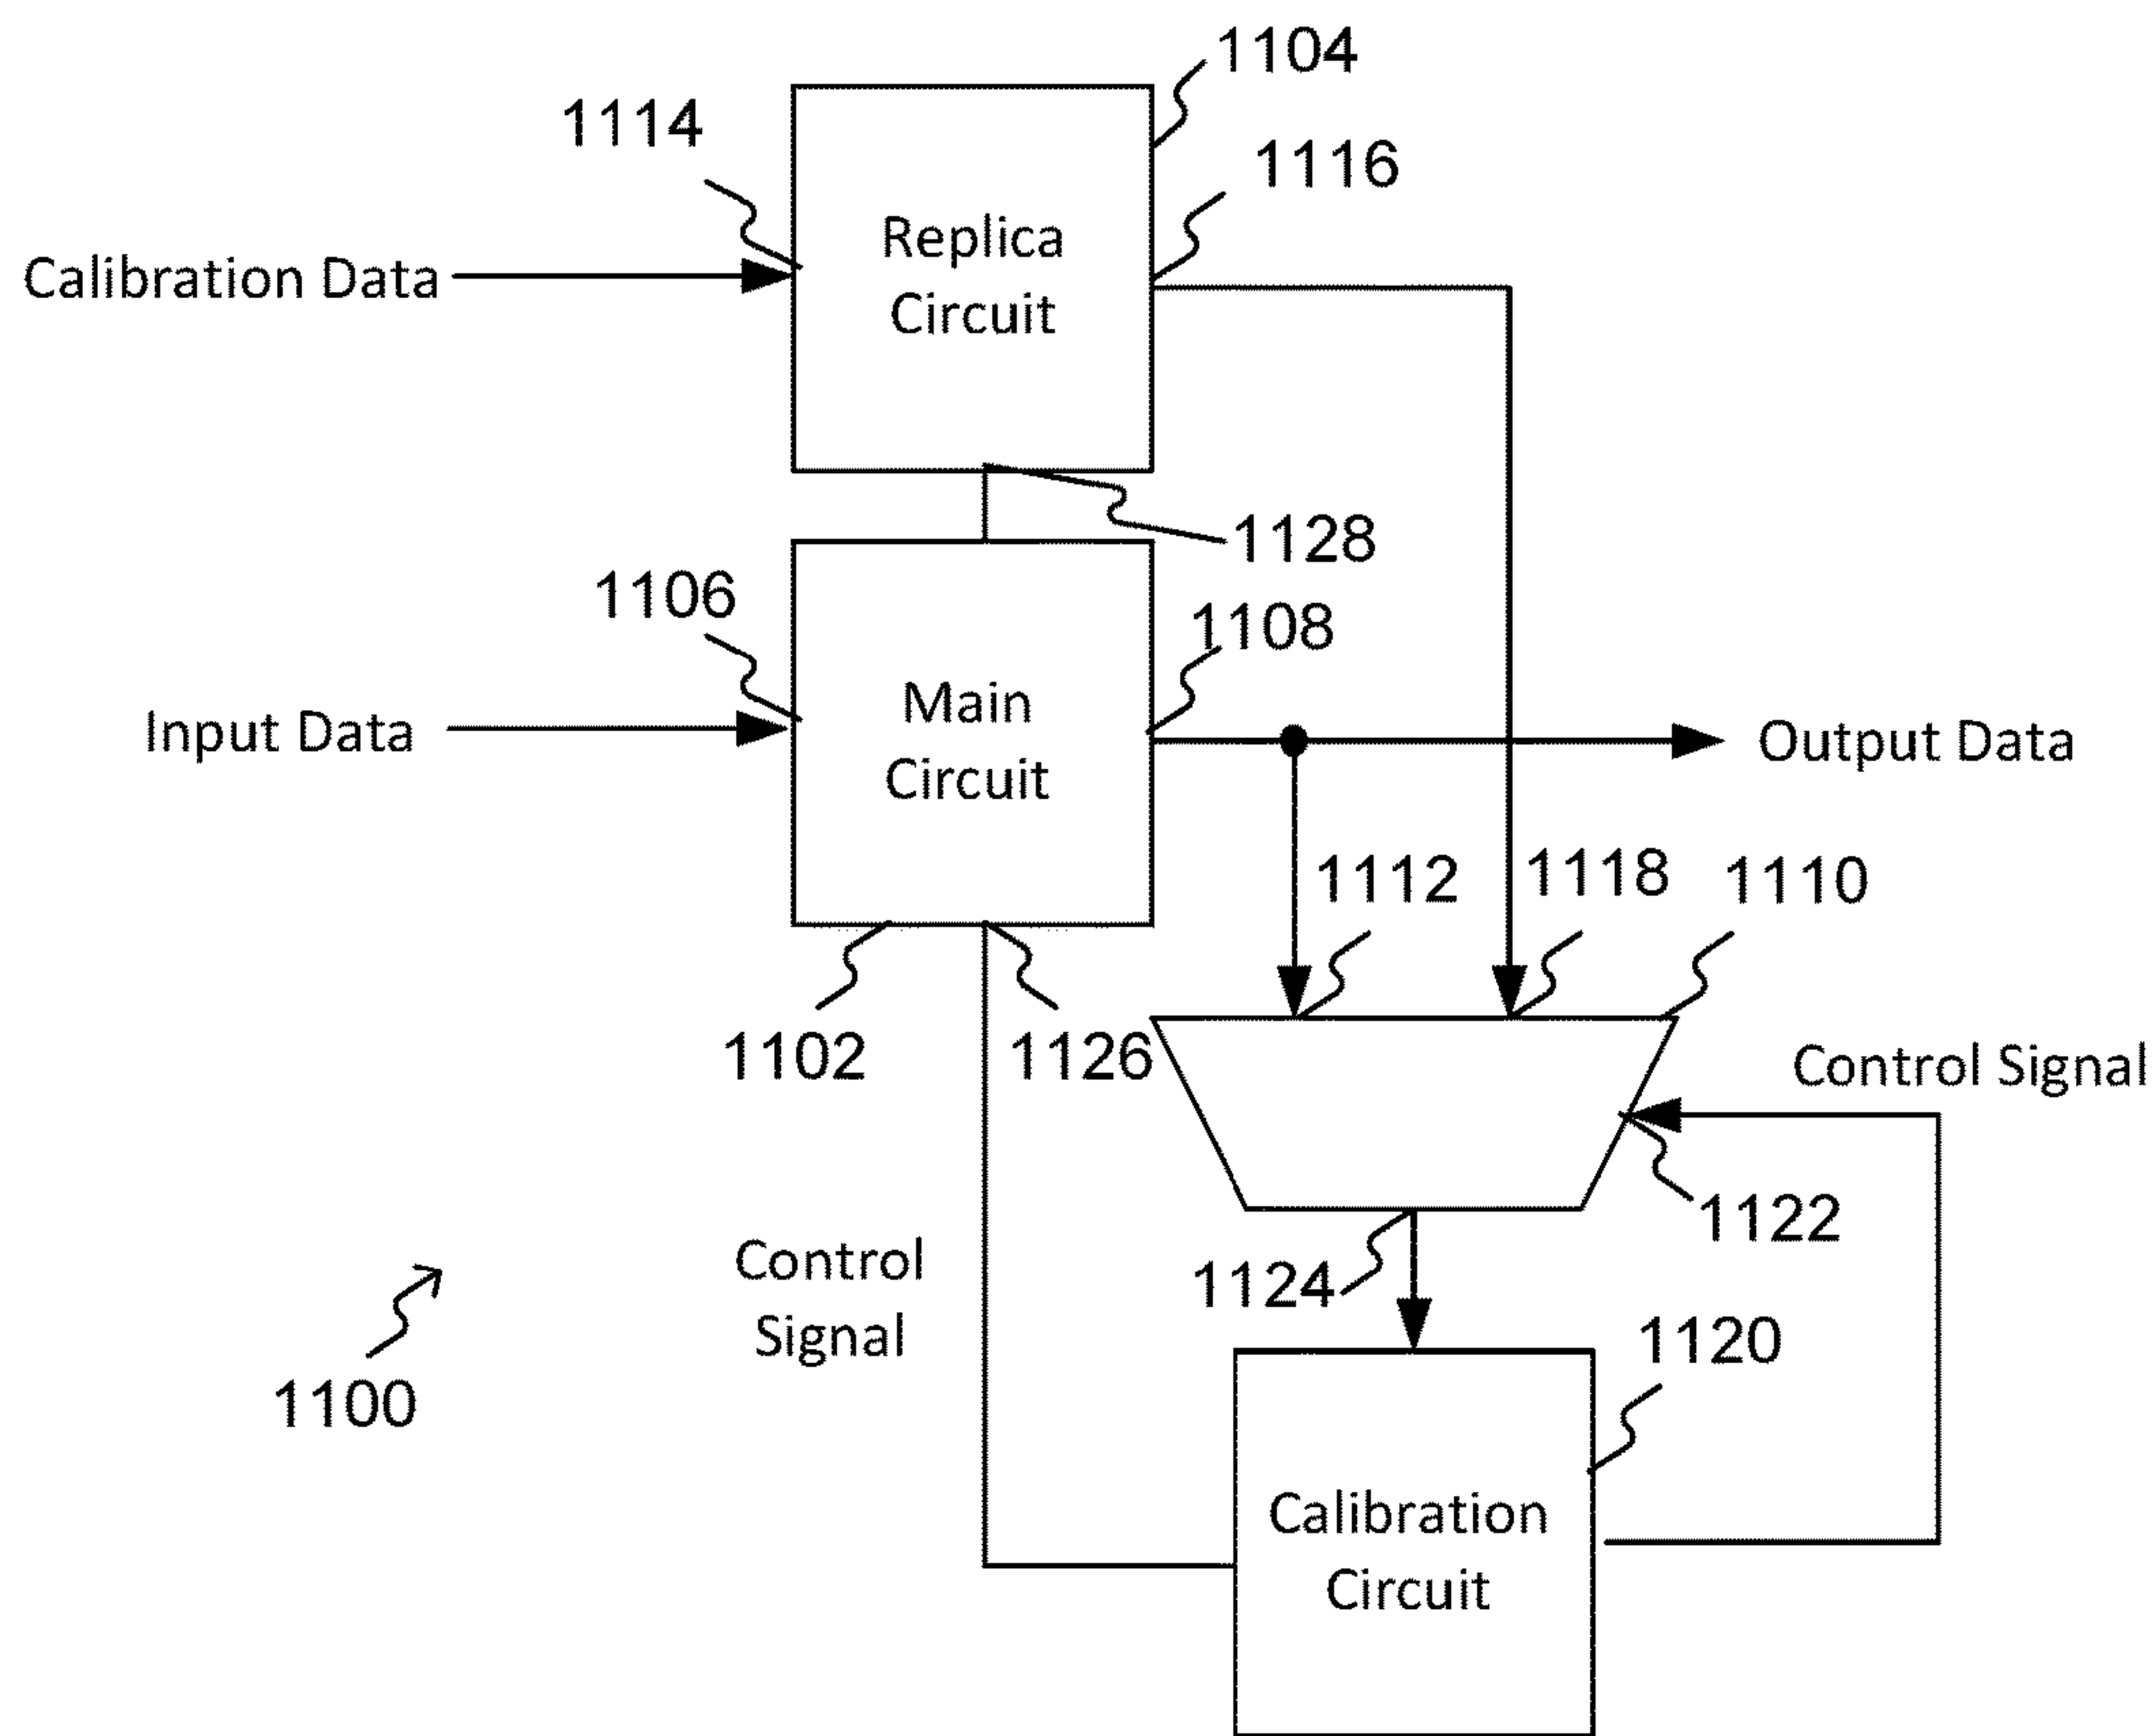 1104
1114
1116
Replica
Circuit
Calibration Data
1128
1106
1108
Main
Circuit
Input Data
Output Data
1112
1118
1110
1102
1126
Control Signal
1122
1124
Control
Signal
1120
1100
Calibration
Circuit